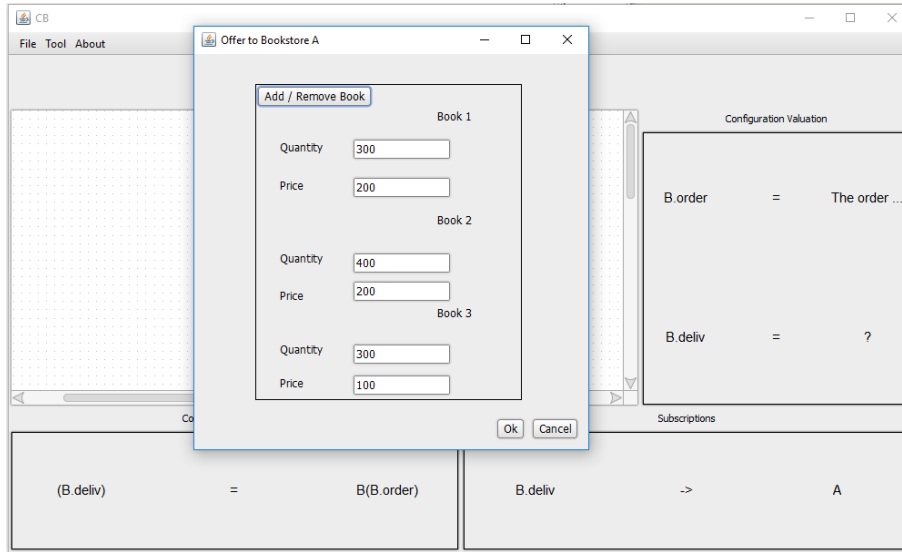 CB
File Tool About
Offer to Bookstore A
Add / Remove Book
Book 1
Quantity 300
Price 200
Book 2
Quantity 400
Price 200
Book 3
Quantity 300
Price 100
Ok Cancel
Configuration Valuation
B.order = The order ...
B.deliv = ?
Co
(B.deliv) = B(B.order)
Subscriptions
B.deliv -> A